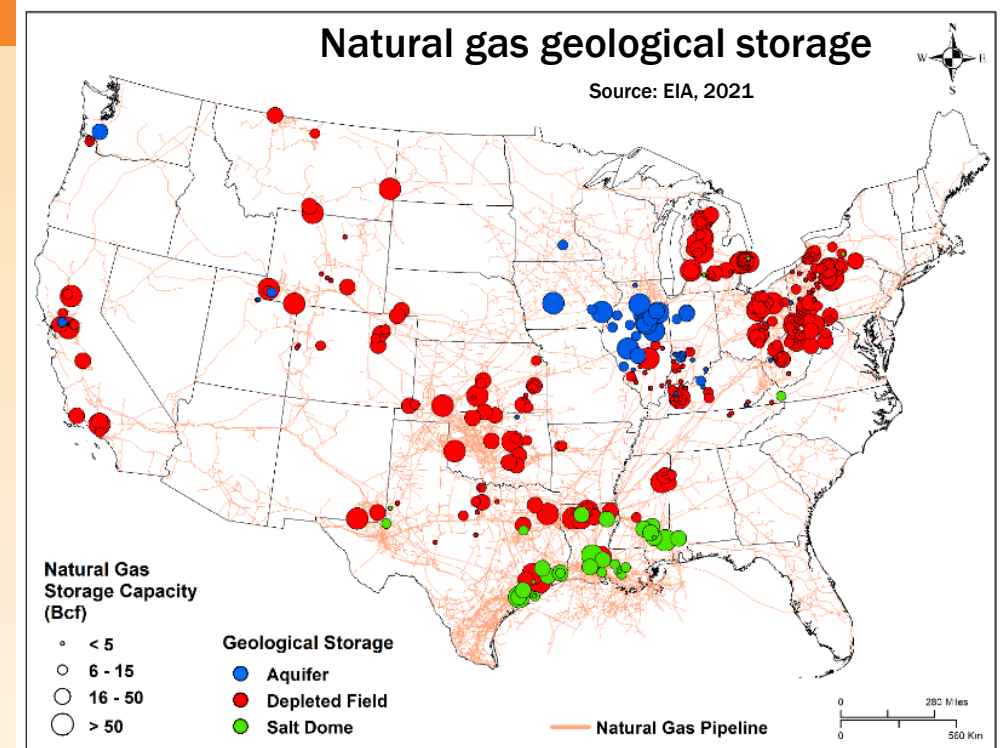 Natural gas geological storage
Source: EIA, 2021
N
W
E
S
Natural Gas
Storage Capacity
(Bcf)
< 5
6 - 15
16 - 50
> 50
Geological Storage
Aquifer
Depleted Field
Salt Dome
Natural Gas Pipeline
0 280 Miles
0 560 Km